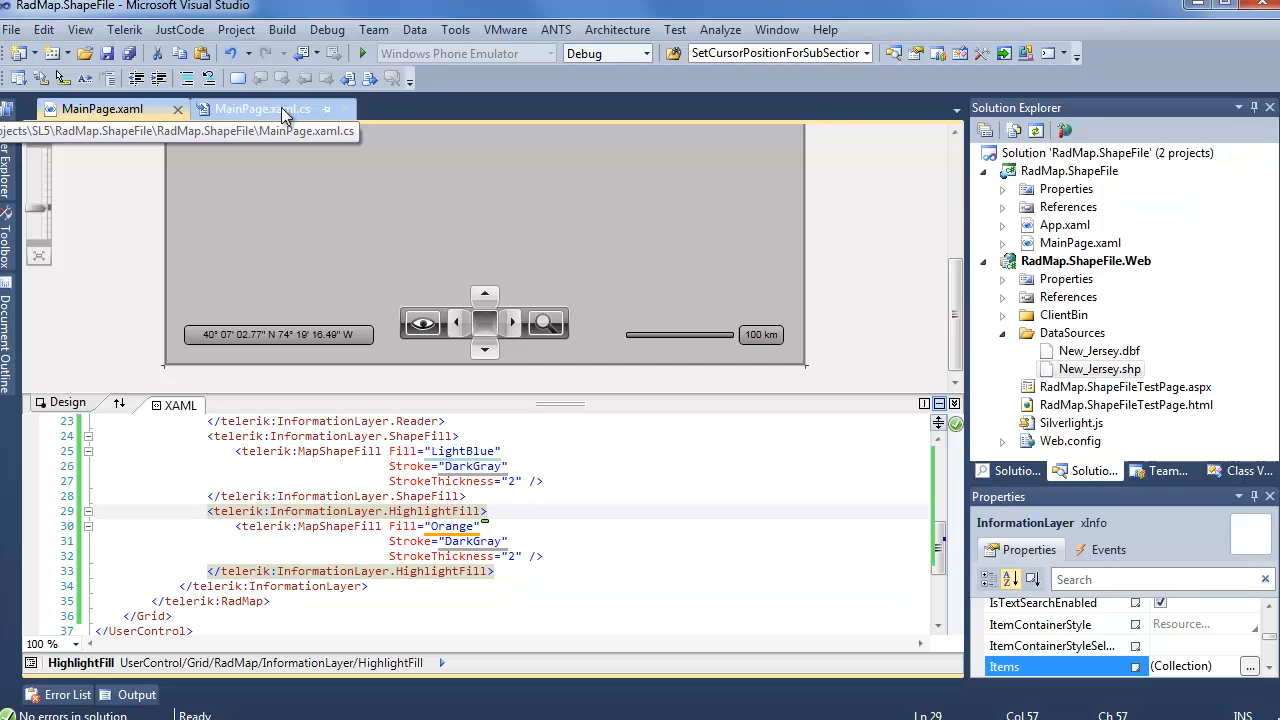 RadMap.ShapeFile - Microsoft Visual Studio
File Edit View Telerik JustCode Project Build Debug Team Data Tools VMware ANTS Architecture Test Analyze Window Help
Windows Phone Emulator Debug SetCursorPositionForSubSection
MainPage.xaml MainPage.xaml.cs
ojects\SL5\RadMap.ShapeFile\RadMap.ShapeFile\MainPage.xaml.cs
er Explorer
Toolbox
Document Outline
40° 07' 02.77" N 74° 19' 16.49" W
100 km
Design XAML
23 </telerik:InformationLayer.Reader>
24 <telerik:InformationLayer.ShapeFill>
25 <telerik:MapShapeFill Fill="LightBlue"
26 Stroke="DarkGray"
27 StrokeThickness="2" />
28 </telerik:InformationLayer.ShapeFill>
29 <telerik:InformationLayer.HighlightFill>
30 <telerik:MapShapeFill Fill="Orange"
31 Stroke="DarkGray"
32 StrokeThickness="2" />
33 </telerik:InformationLayer.HighlightFill>
34 </telerik:InformationLayer>
35 </telerik:RadMap>
36 </Grid>
37 </UserControl>
100 %
HighlightFill UserControl/Grid/RadMap/InformationLayer/HighlightFill
Error List Output
No errors in solution Ready Ln 29 Col 57 Ch 57 INS
Solution Explorer
Solution 'RadMap.ShapeFile' (2 projects)
RadMap.ShapeFile
Properties
References
App.xaml
MainPage.xaml
RadMap.ShapeFile.Web
Properties
References
ClientBin
DataSources
New_Jersey.dbf
New_Jersey.shp
RadMap.ShapeFileTestPage.aspx
RadMap.ShapeFileTestPage.html
Silverlight.js
Web.config
Solutio... Solutio... Team... Class V...
Properties
InformationLayer xInfo
Properties Events
Search
IsTextSearchEnabled
ItemContainerStyle Resource...
ItemContainerStyleSel...
Items (Collection) ...